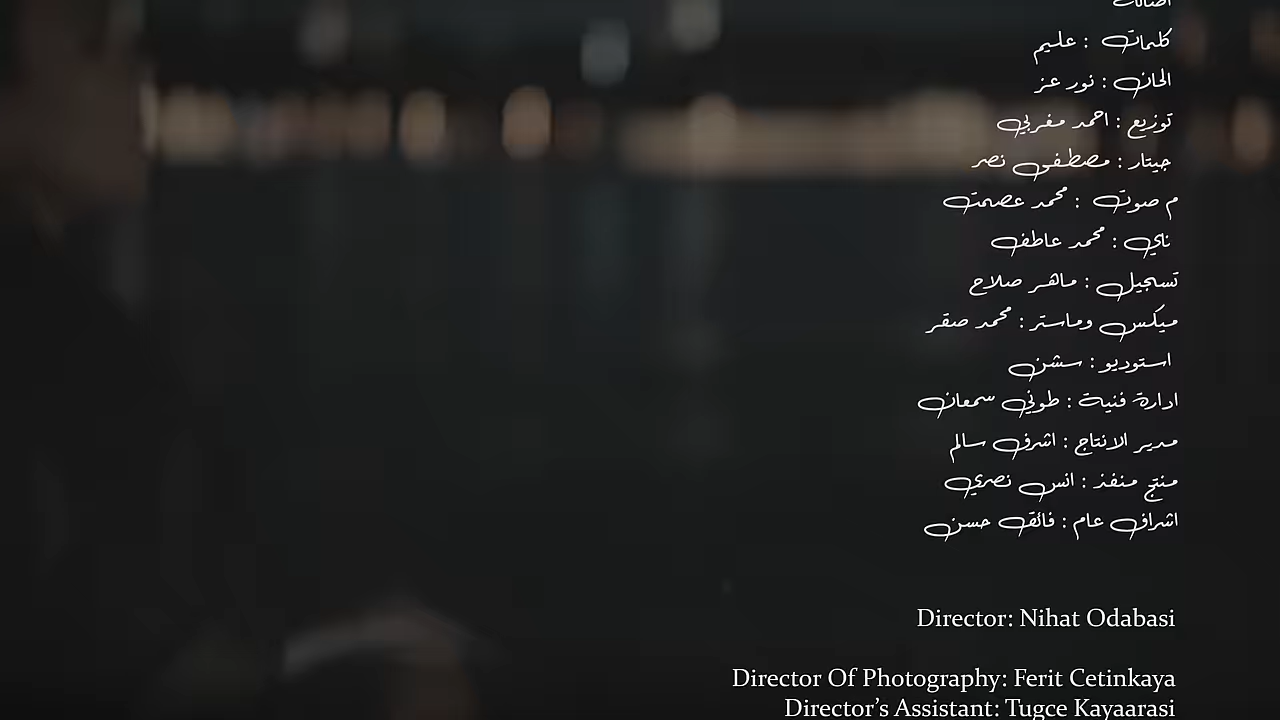 كلمات : عليم
الحان : نور عز
توزيع : احمد مغربي
جيتار : مصطفى نصر
م صوت : محمد عصمت
ناي : محمد عاطف
تسجيل : ماهر صلاح
ميكس وماستر : محمد صقر
استوديو : سشن
ادارة فنية : طوني سمعان
مدير الانتاج : اشرف سالم
منتج منفذ : انس نصري
اشراف عام : فائق حسن
Director: Nihat Odabasi
Director Of Photography: Ferit Cetinkaya
Director’s Assistant: Tugce Kayaarasi